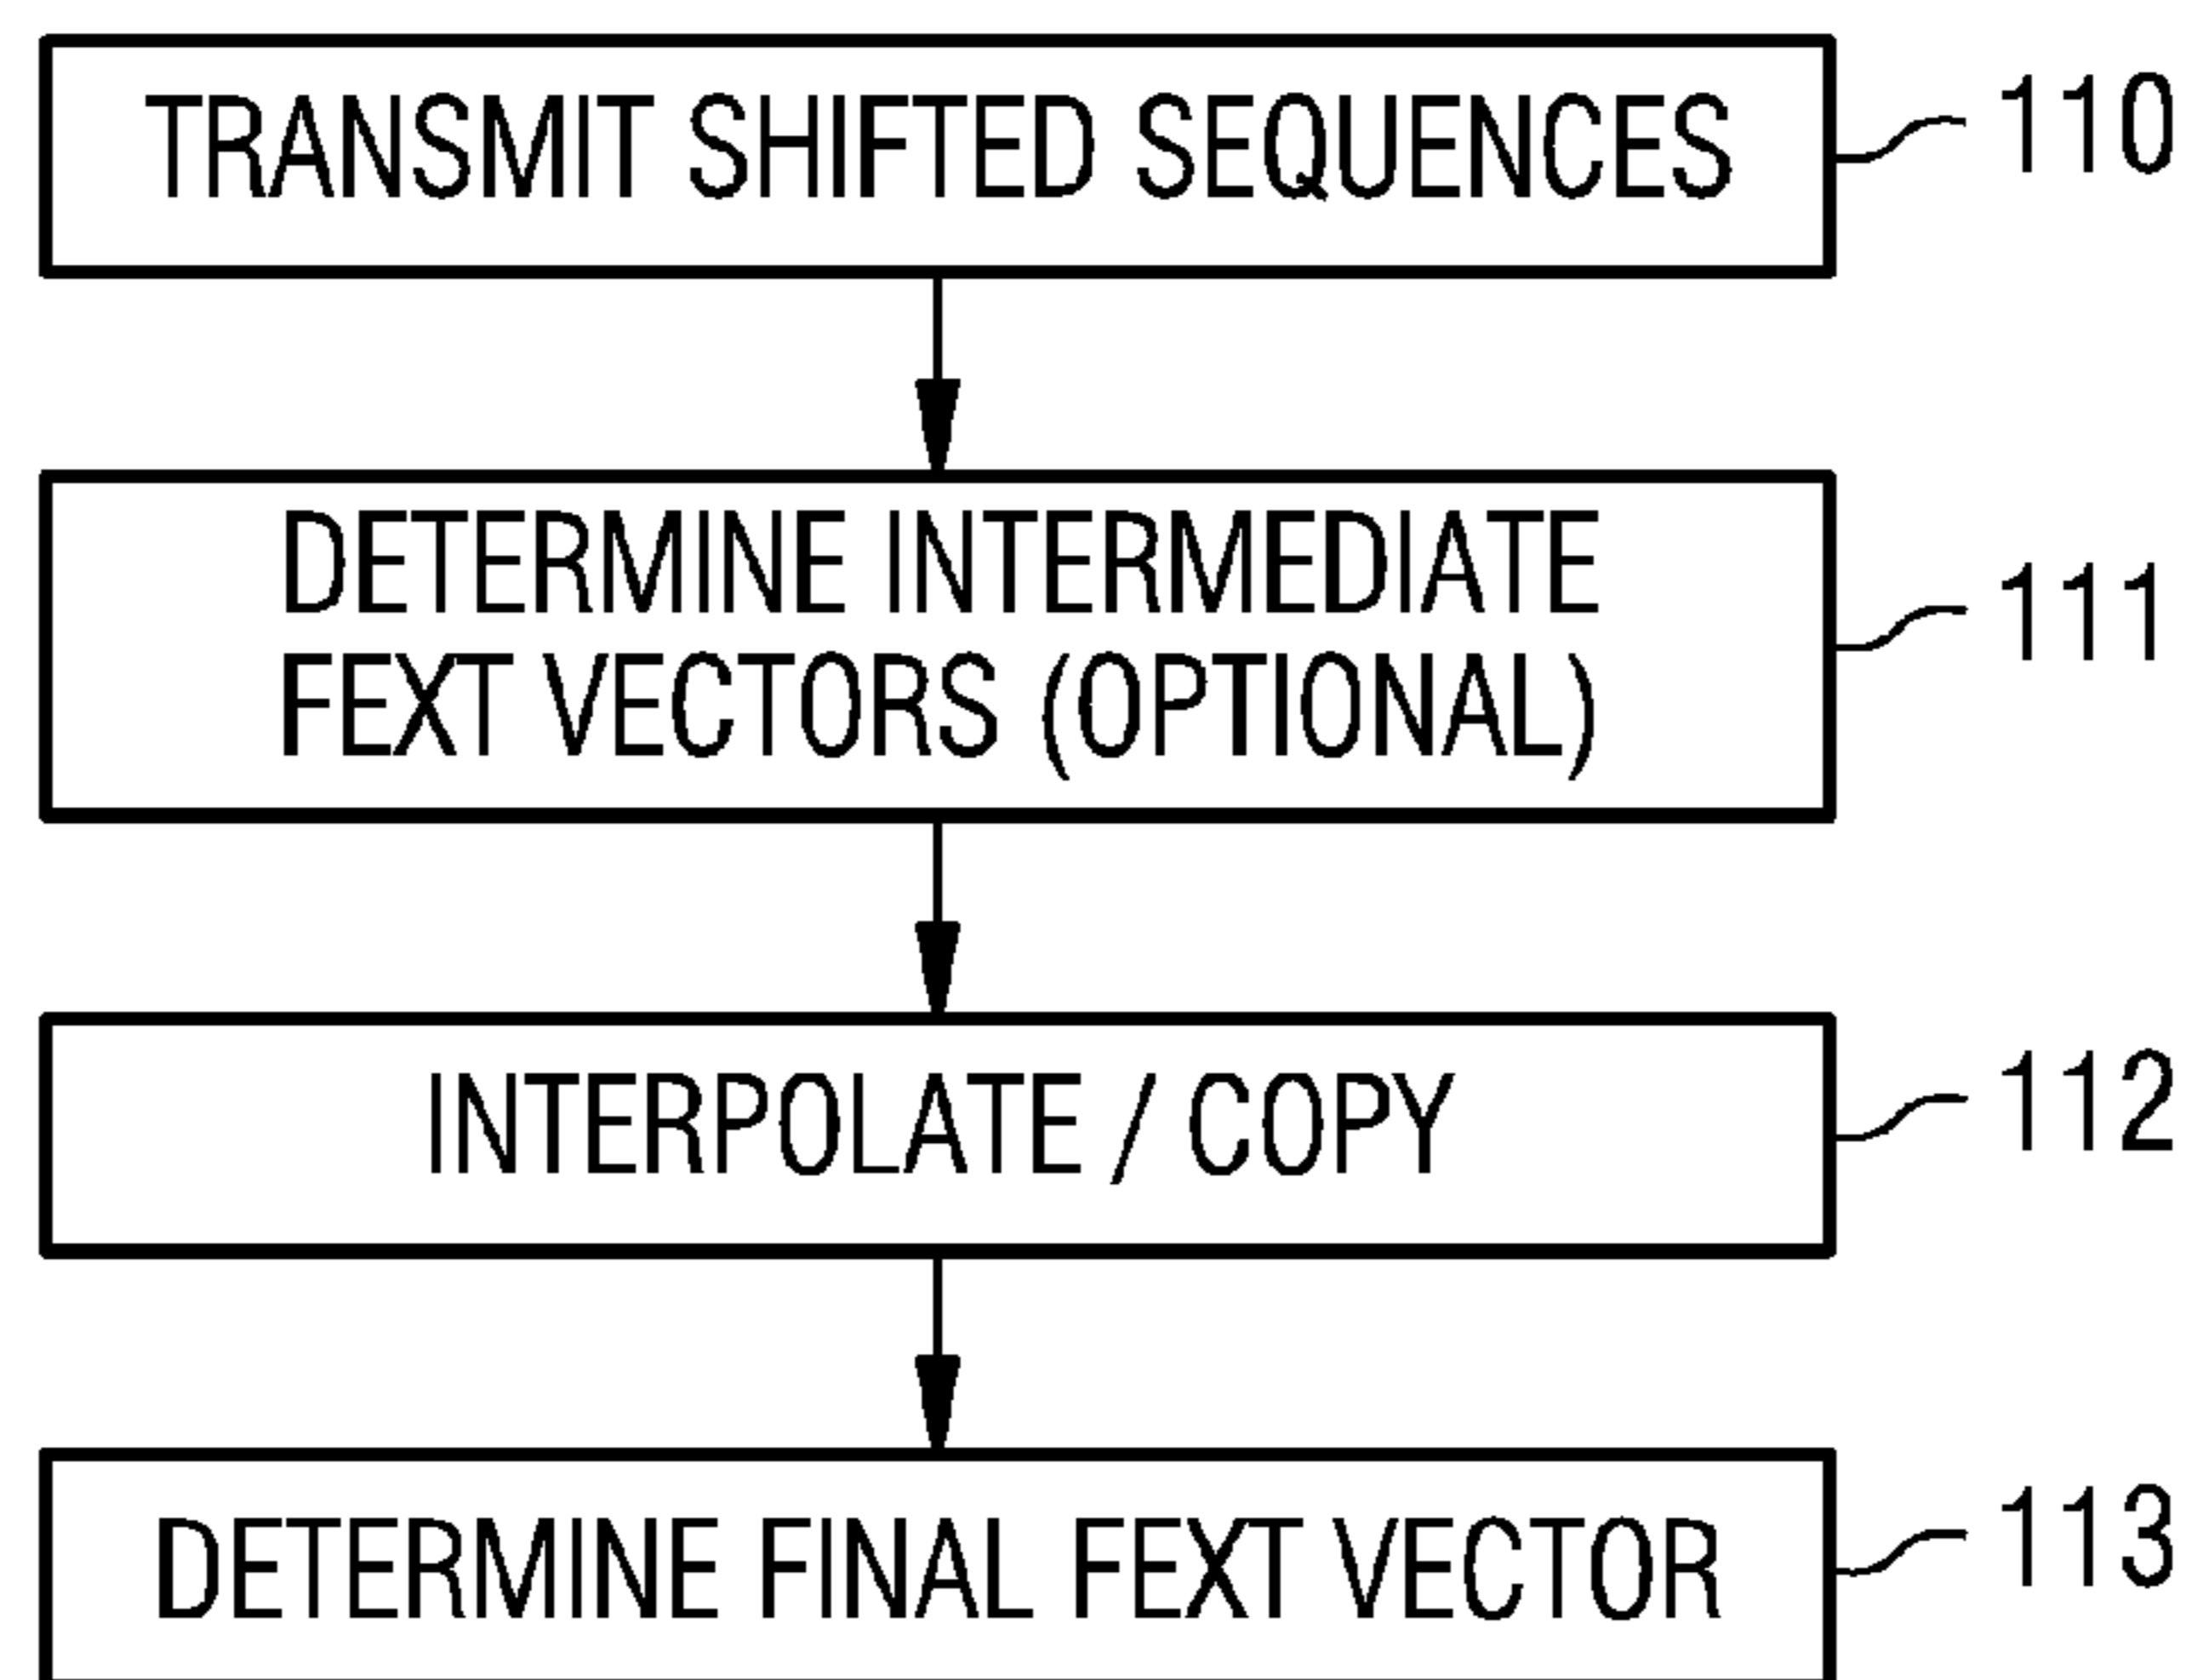 TRANSMIT SHIFTED SEQUENCES
110
DETERMINE INTERMEDIATE
FEXT VECTORS (OPTIONAL)
111
INTERPOLATE / COPY
112
DETERMINE FINAL FEXT VECTOR
113